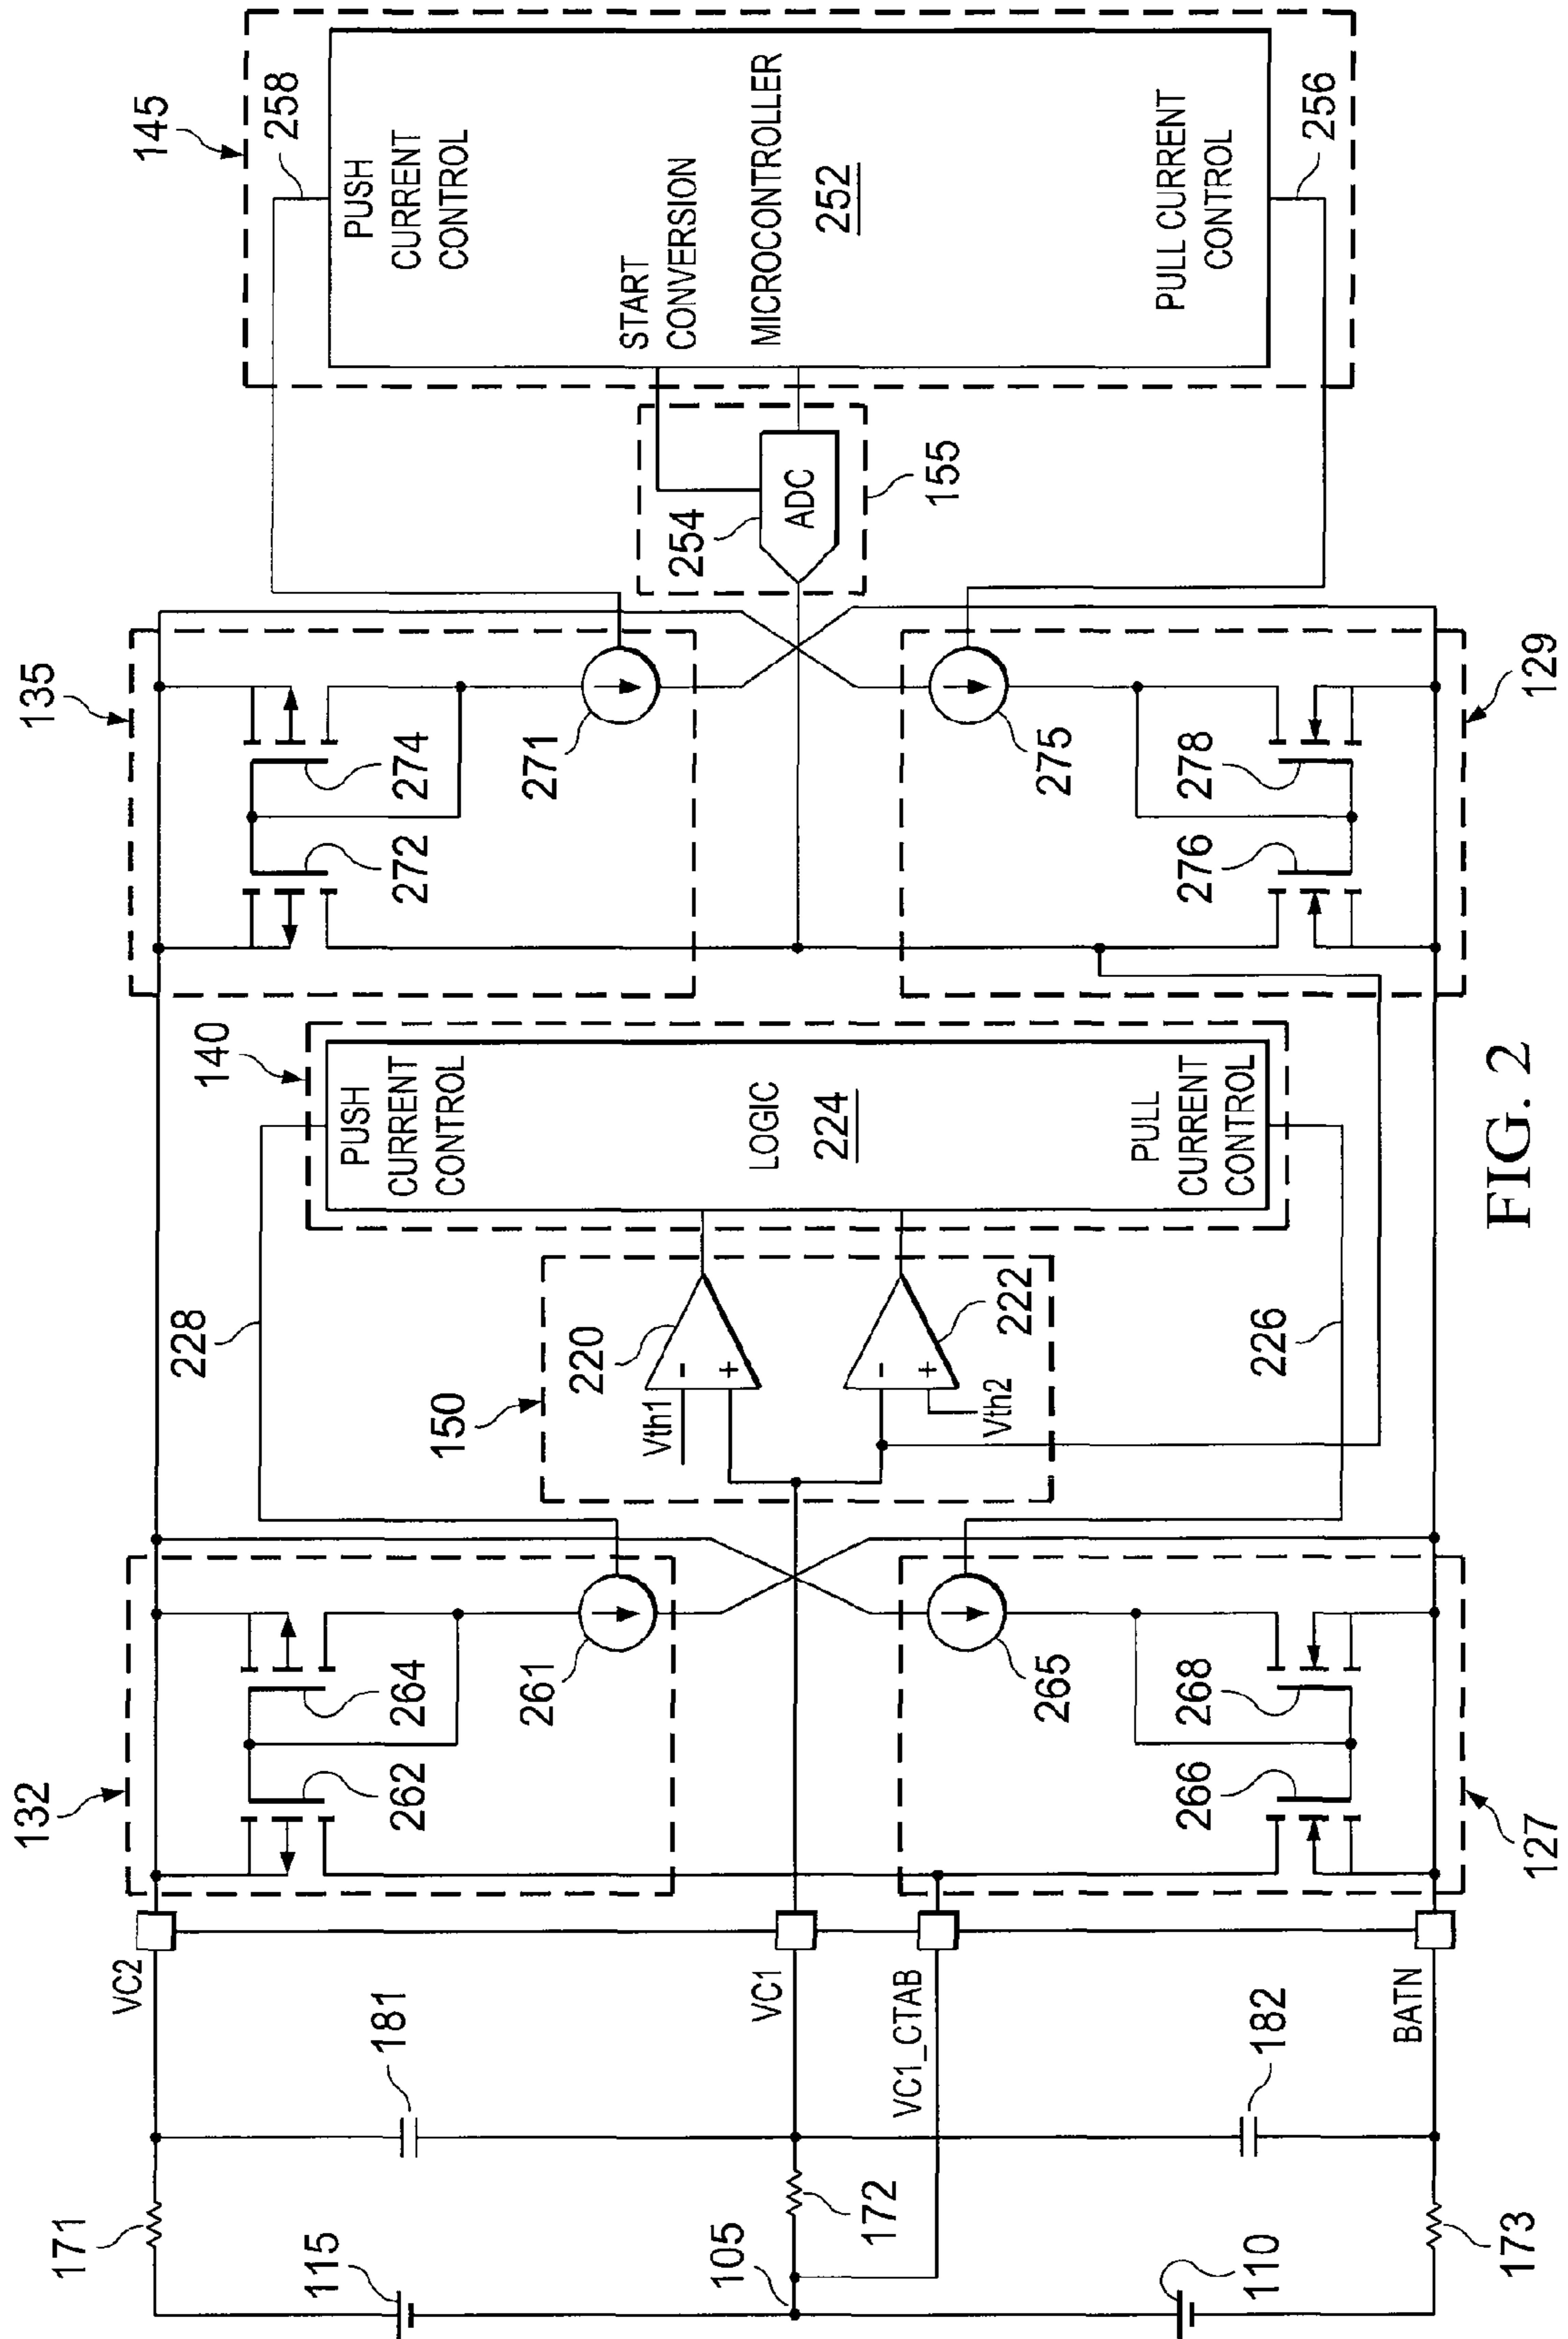 145
258
PUSH
CURRENT
CONTROL
START
CONVERSION
MICROCONTROLLER
252
PULL CURRENT
CONTROL
256
254
ADC
155
135
274
272
271
275
278
276
129
140
PUSH
CURRENT
CONTROL
LOGIC
224
PULL
CURRENT
CONTROL
228
226
150
220
222
Vth1
Vth2
-
+
-
+
132
264
262
261
265
268
266
127
VC2
VC1
VC1_CTAB
BATN
181
182
171
172
173
115
105
110
FIG. 2